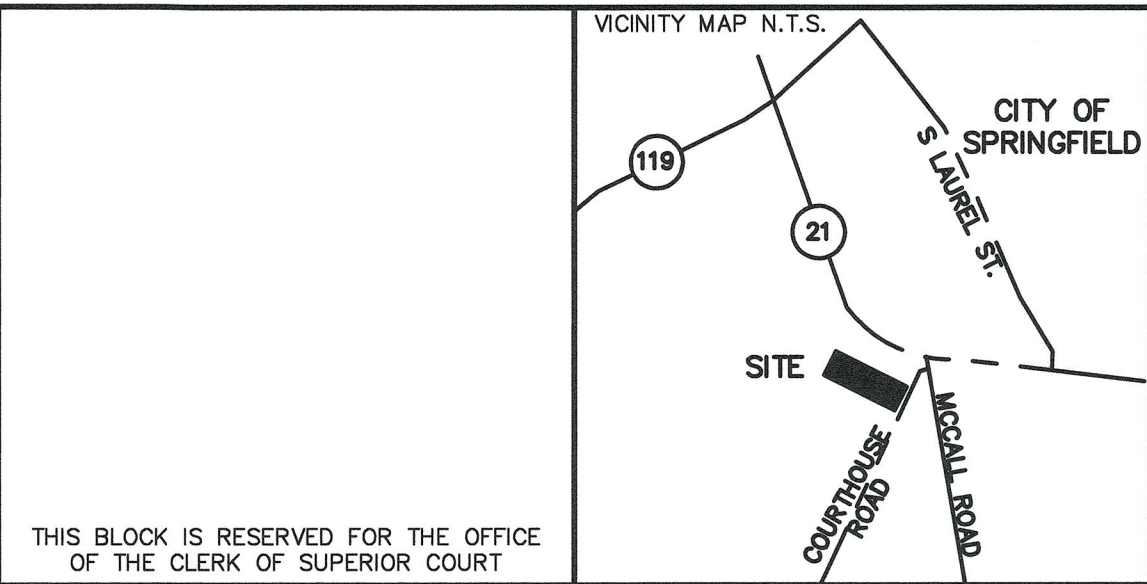 THIS BLOCK IS RESERVED FOR THE OFFICE
OF THE CLERK OF SUPERIOR COURT
VICINITY MAP N.T.S.
CITY OF
SPRINGFIELD
119
S LAUREL ST.
21
SITE
COURTHOUSE
ROAD
MCCALL ROAD